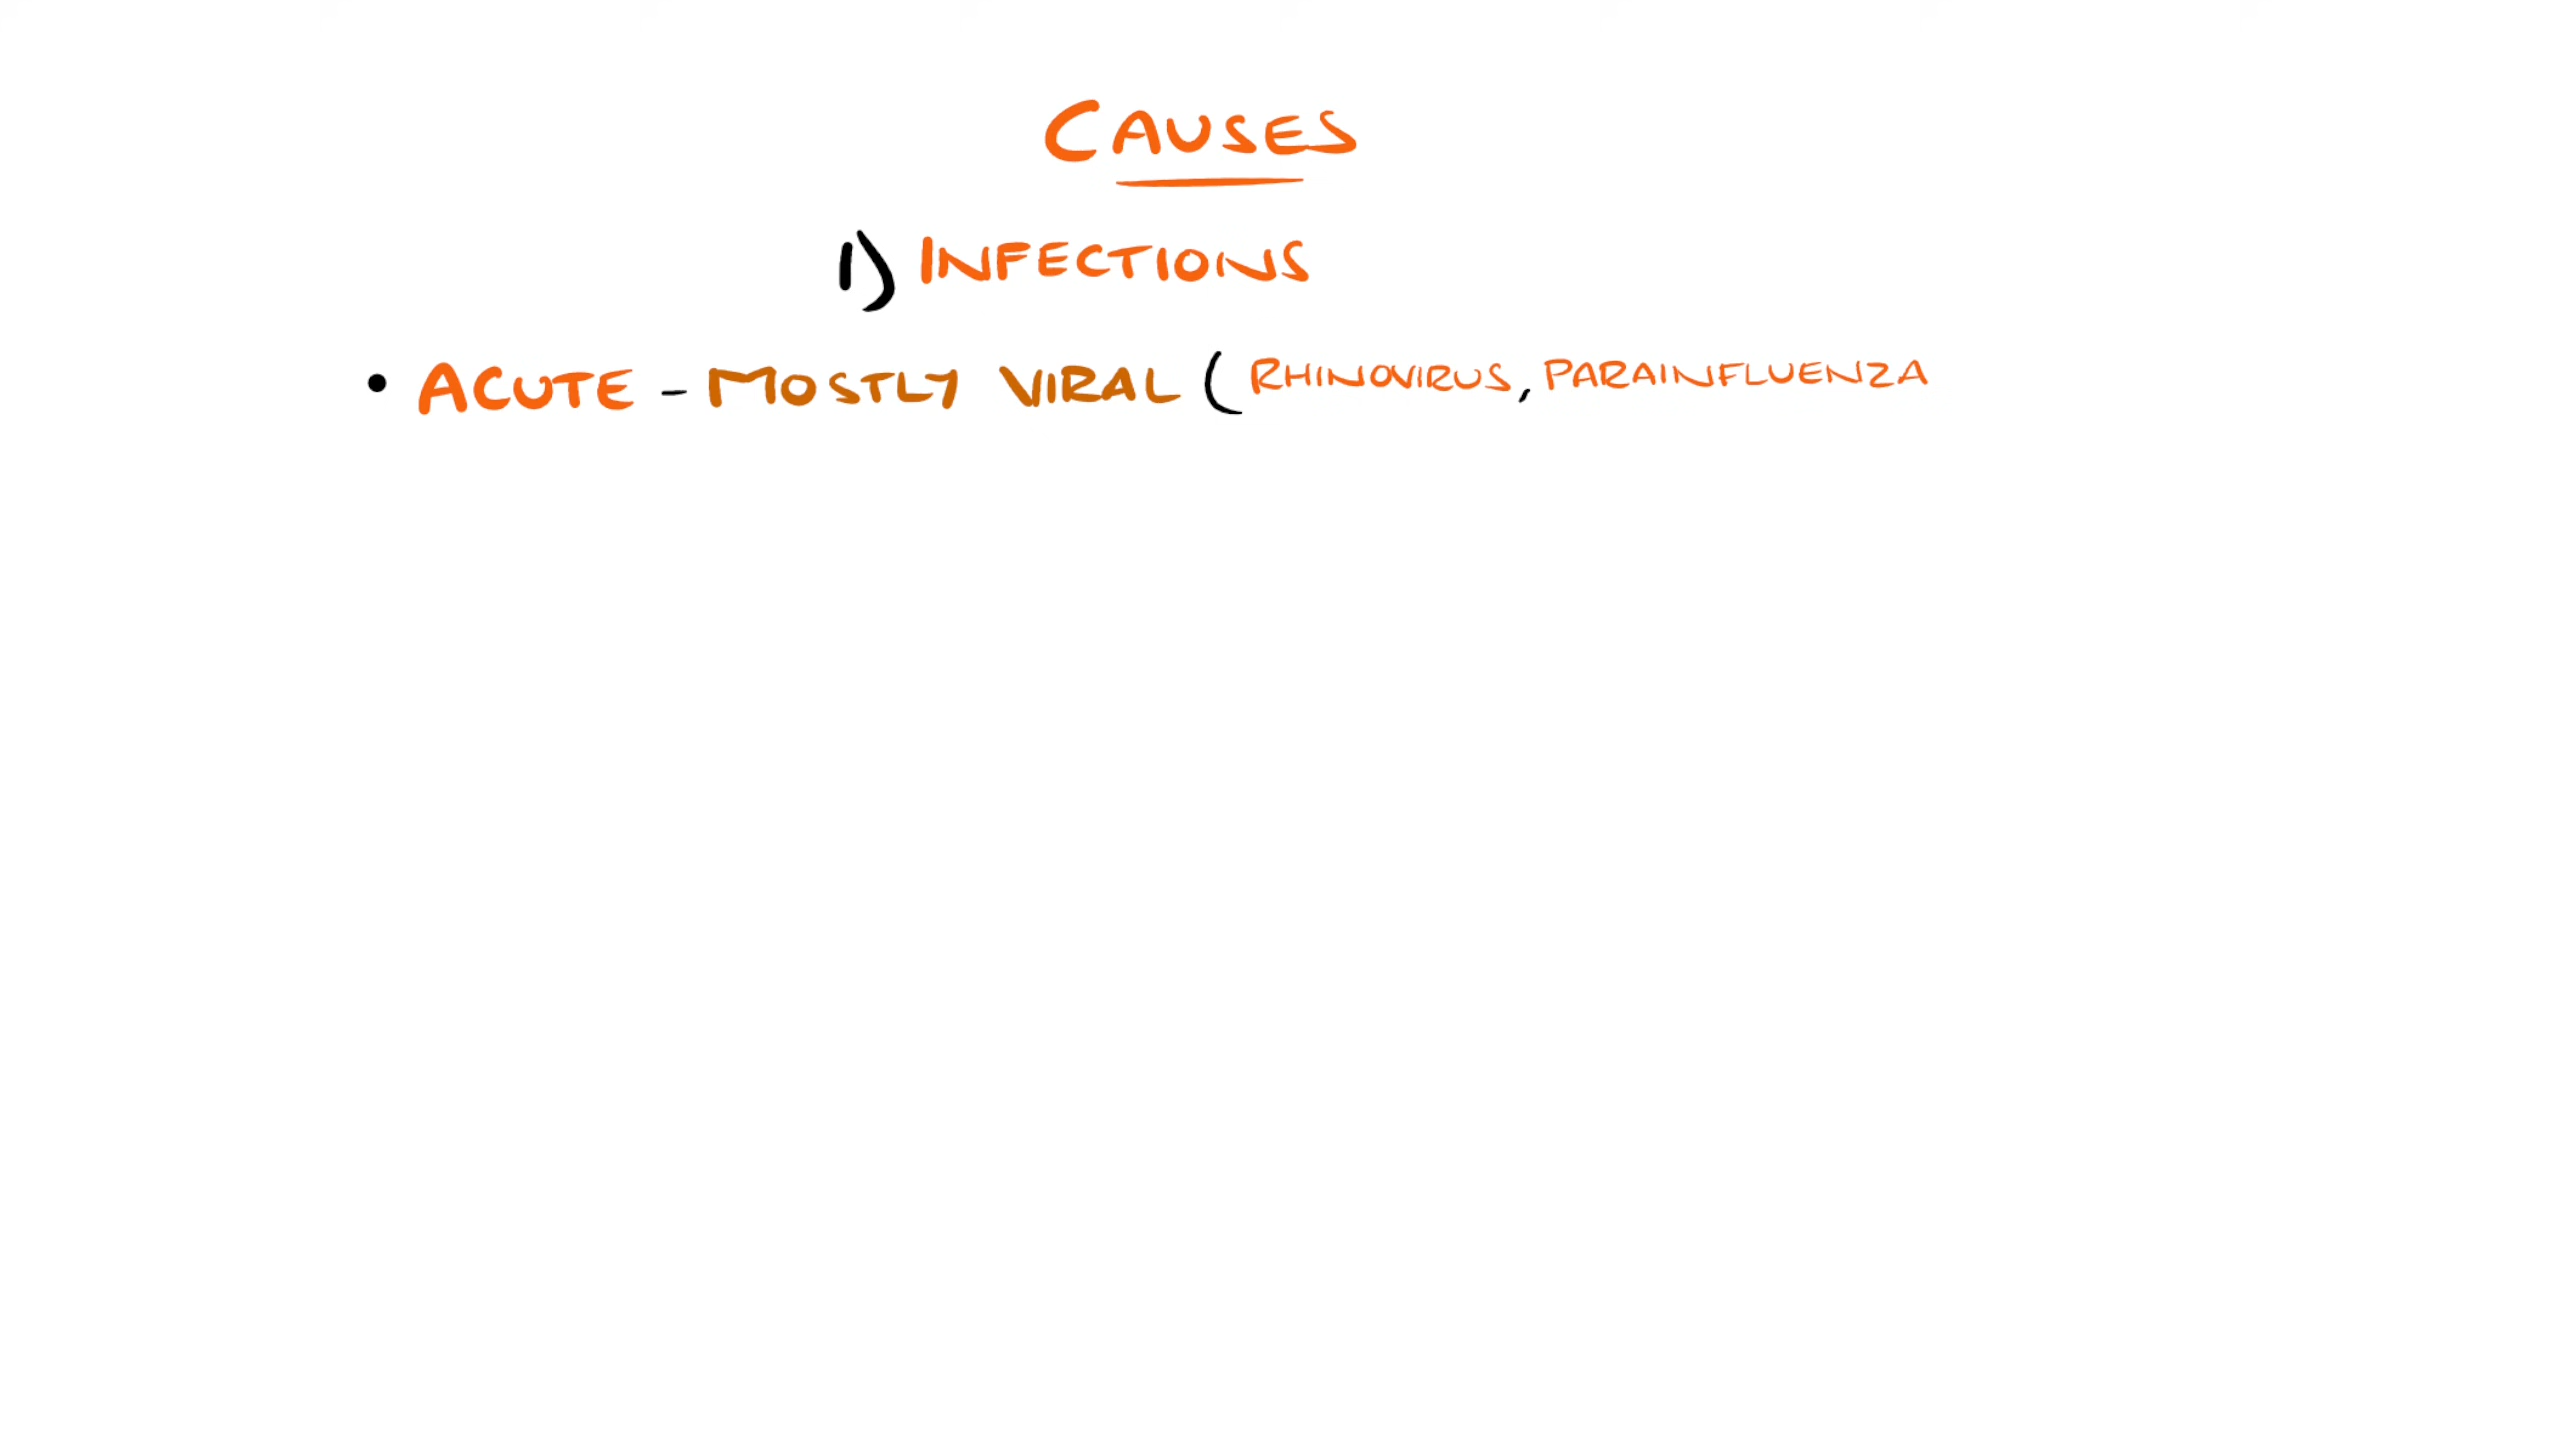 CAUSES
1) INFECTIONS
• ACUTE - MOSTLY VIRAL (RHINOVIRUS, PARAINFLUENZA